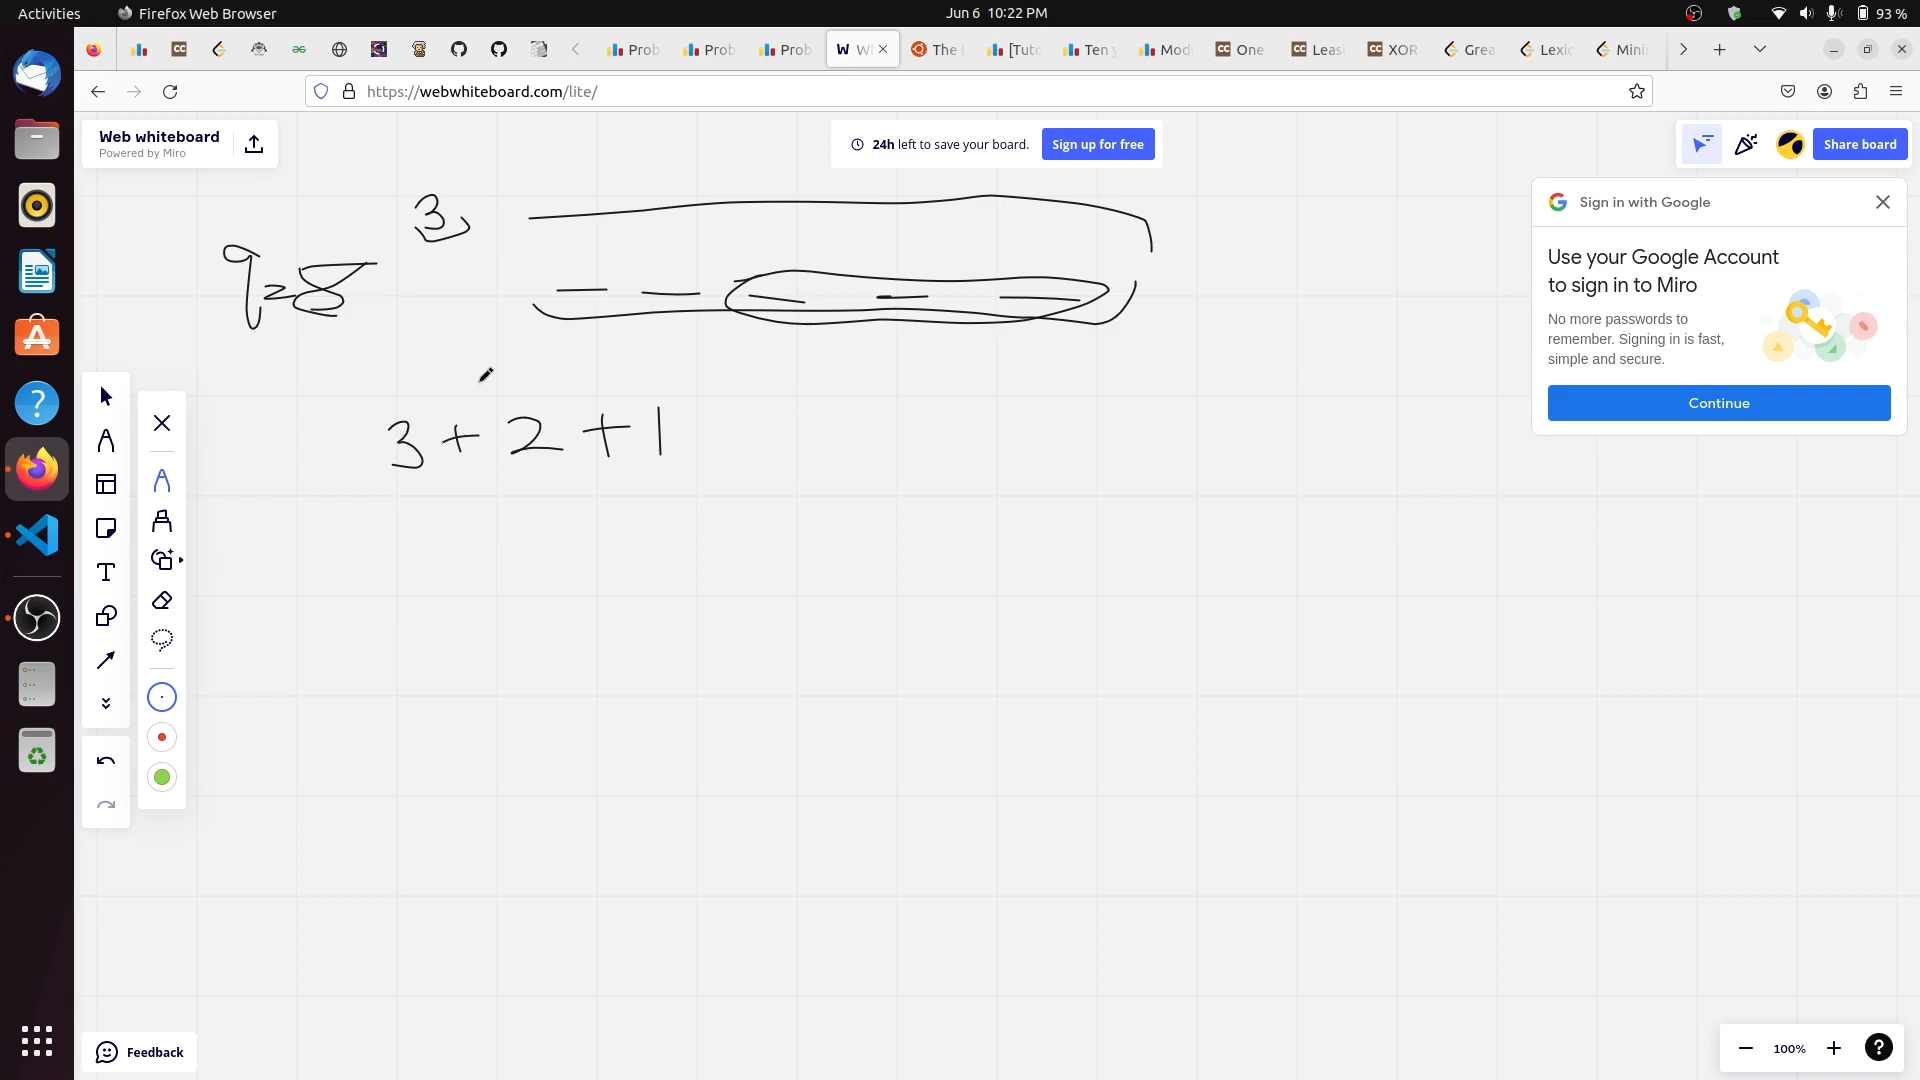 Activities
Firefox Web Browser
Jun 6 10:22 PM
93 %
Prob
Prob
Prob
W
The
[Tuto
Ten y
Mod
One
Leas
XOR
Grea
Lexic
Mini
https://webwhiteboard.com/lite/
Web whiteboard
Powered by Miro
24h left to save your board.
Sign up for free
Share board
Sign in with Google
Use your Google Account
to sign in to Miro
No more passwords to
remember. Signing in is fast,
simple and secure.
Continue
3,
q=8
3+2+1
Feedback
100%